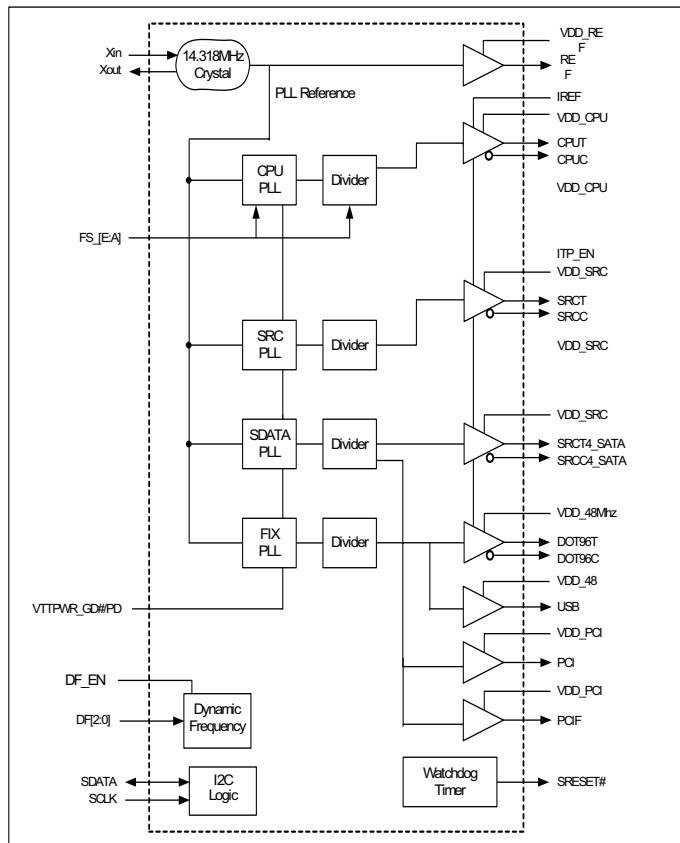 VDD_RE
F
Xin
14.318MHz
Crystal
Xout
RE
F
PLL Reference
IREF
VDD_CPU
CPU
PLL
Divider
CPUT
CPUC
VDD_CPU
FS_[E:A]
ITP_EN
VDD_SRC
SRCT
SRCC
SRC
PLL
Divider
VDD_SRC
VDD_SRC
SDATA
PLL
Divider
SRCT4_SATA
SRCC4_SATA
VDD_48Mhz
FIX
PLL
Divider
DOT96T
DOT96C
VDD_48
VTTPWR_GD#/PD
USB
VDD_PCI
PCI
DF_EN
VDD_PCI
Dynamic
Frequency
DF[2:0]
PCIF
SDATA
SCLK
I2C
Logic
Watchdog
Timer
SRESET#